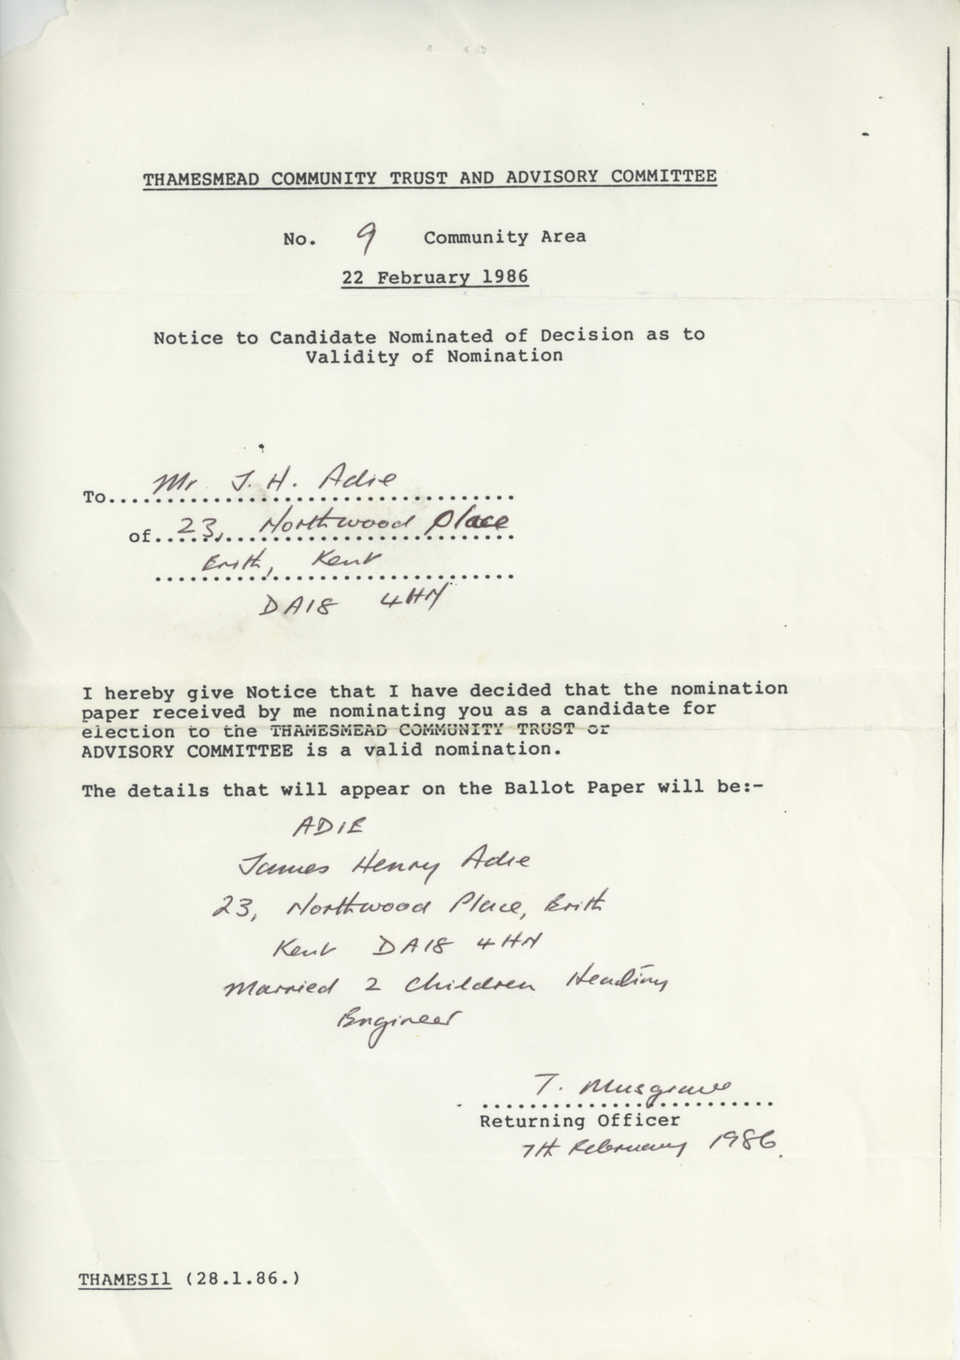 THAMESMEAD COMMUNITY TRUST AND ADVISORY COMMITTEE
No. 9 Community Area
22 February 1986
Notice to Candidate Nominated of Decision as to
Validity of Nomination
To Mr J. H. Adie
of 23, Northwood Place
Erith, Kent
DA18 4HN
I hereby give Notice that I have decided that the nomination
paper received by me nominating you as a candidate for
election to the THAMESMEAD COMMUNITY TRUST or
ADVISORY COMMITTEE is a valid nomination.
The details that will appear on the Ballot Paper will be:-
ADIE
James Henry Adie
23, Northwood Place, Erith
Kent DA18 4HN
Married 2 children Heating
Engineer
T. Musgrave
Returning Officer
7th February 1986.
THAMESI1 (28.1.86.)